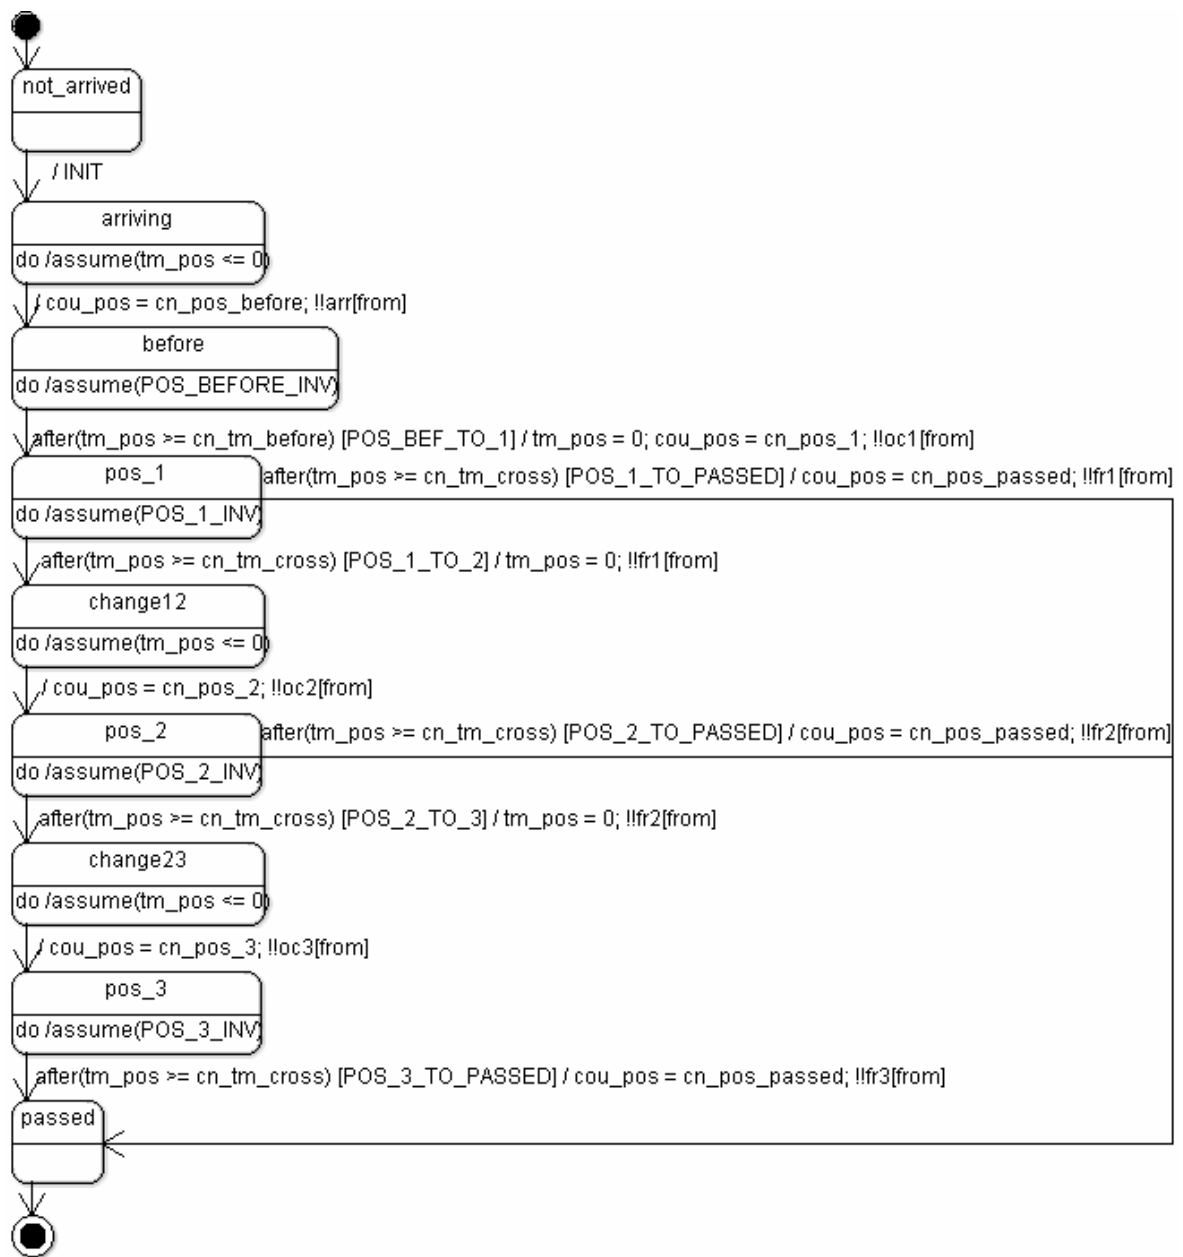 not_arrived
/ INIT
arriving
do /assume(tm_pos <= 0)
/ cou_pos = cn_pos_before; !!arr[from]
before
do /assume(POS_BEFORE_INV)
after(tm_pos >= cn_tm_before) [POS_BEF_TO_1] / tm_pos = 0; cou_pos = cn_pos_1; !!oc1[from]
pos_1
after(tm_pos >= cn_tm_cross) [POS_1_TO_PASSED] / cou_pos = cn_pos_passed; !!fr1[from]
do /assume(POS_1_INV)
after(tm_pos >= cn_tm_cross) [POS_1_TO_2] / tm_pos = 0; !!fr1[from]
change12
do /assume(tm_pos <= 0)
/ cou_pos = cn_pos_2; !!oc2[from]
pos_2
after(tm_pos >= cn_tm_cross) [POS_2_TO_PASSED] / cou_pos = cn_pos_passed; !!fr2[from]
do /assume(POS_2_INV)
after(tm_pos >= cn_tm_cross) [POS_2_TO_3] / tm_pos = 0; !!fr2[from]
change23
do /assume(tm_pos <= 0)
/ cou_pos = cn_pos_3; !!oc3[from]
pos_3
do /assume(POS_3_INV)
after(tm_pos >= cn_tm_cross) [POS_3_TO_PASSED] / cou_pos = cn_pos_passed; !!fr3[from]
passed